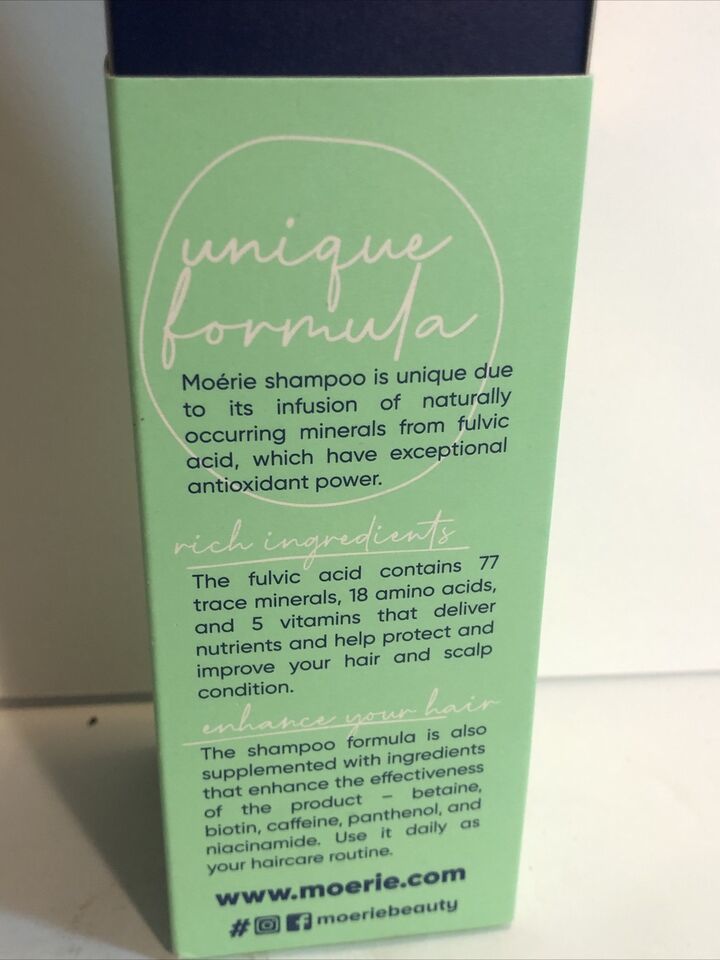 unique
formula
Moérie shampoo is unique due
to its infusion of naturally
occurring minerals from fulvic
acid, which have exceptional
antioxidant power.
rich ingredients
The fulvic acid contains 77
trace minerals, 18 amino acids,
and 5 vitamins that deliver
nutrients and help protect and
improve your hair and scalp
condition.
enhance your hair
The shampoo formula is also
supplemented with ingredients
that enhance the effectiveness
of the product – betaine,
biotin, caffeine, panthenol, and
niacinamide. Use it daily as
your haircare routine.
www.moerie.com
# moeriebeauty